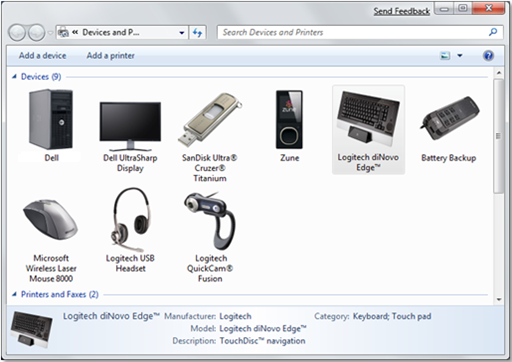 Send Feedback
« Devices and P...
Search Devices and Printers
Add a device Add a printer
Devices (9)
ZUNE
Dell
Dell UltraSharp
Display
SanDisk Ultra®
Cruzer®
Titanium
Zune
Logitech diNovo
Edge™
Battery Backup
Microsoft
Wireless Laser
Mouse 8000
Logitech USB
Headset
Logitech
QuickCam®
Fusion
Printers and Faxes (2)
Logitech diNovo Edge™ Manufacturer: Logitech Category: Keyboard; Touch pad
Model: Logitech diNovo Edge™
Description: TouchDisc™ navigation